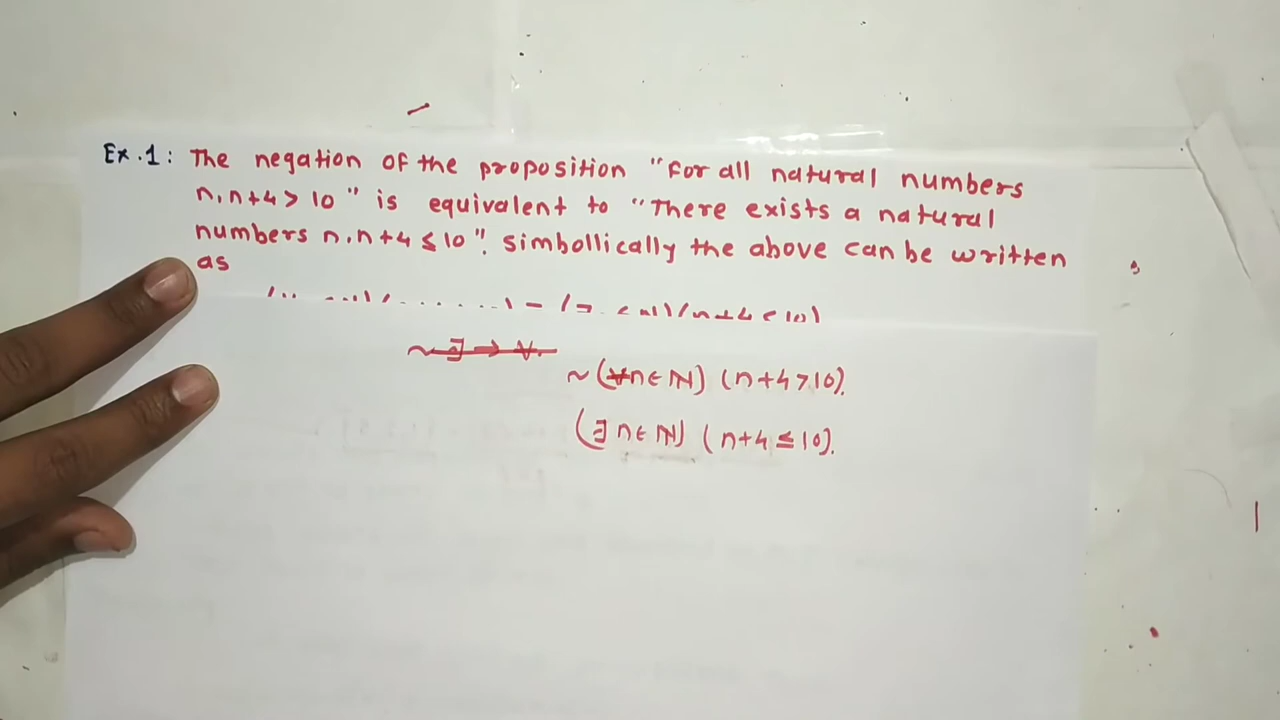 Ex.1: The negation of the proposition "For all natural numbers
n, n+4 > 10" is equivalent to "There exists a natural
numbers n, n+4 ≤ 10". Simbollically the above can be written
as
~ ∃ → ∀.
~ (∀n ∈ ℕ) (n+4 > 10).
(∃ n ∈ ℕ) (n+4 ≤ 10).